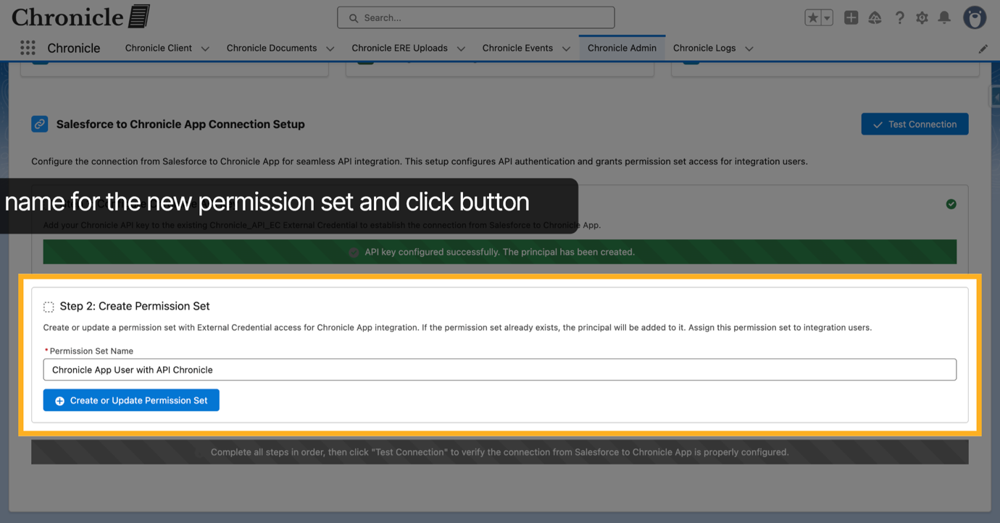 Chronicle
Search...
Chronicle
Chronicle Client
Chronicle Documents
Chronicle ERE Uploads
Chronicle Events
Chronicle Admin
Chronicle Logs
Salesforce to Chronicle App Connection Setup
Test Connection
Configure the connection from Salesforce to Chronicle App for seamless API integration. This setup configures API authentication and grants permission set access for integration users.
name for the new permission set and click button
Add your Chronicle API key to the existing Chronicle_API_EC External Credential to establish the connection from Salesforce to Chronicle App.
API key configured successfully. The principal has been created.
Step 2: Create Permission Set
Create or update a permission set with External Credential access for Chronicle App integration. If the permission set already exists, the principal will be added to it. Assign this permission set to integration users.
* Permission Set Name
Chronicle App User with API Chronicle
Create or Update Permission Set
Complete all steps in order, then click "Test Connection" to verify the connection from Salesforce to Chronicle App is properly configured.